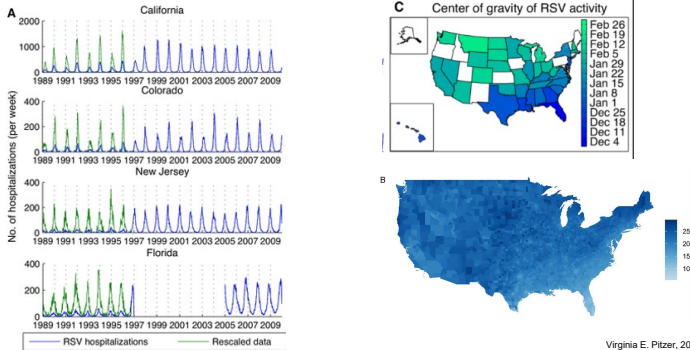 A
California
2000
1000
0
1989 1991 1993 1995 1997 1999 2001 2003 2005 2007 2009
Colorado
400
200
0
1989 1991 1993 1995 1997 1999 2001 2003 2005 2007 2009
New Jersey
400
200
0
1989 1991 1993 1995 1997 1999 2001 2003 2005 2007 2009
Florida
400
200
0
1989 1991 1993 1995 1997 1999 2001 2003 2005 2007 2009
No. of hospitalizations (per week)
RSV hospitalizations
Rescaled data
C
Center of gravity of RSV activity
Feb 26
Feb 19
Feb 12
Feb 5
Jan 29
Jan 22
Jan 15
Jan 8
Jan 1
Dec 25
Dec 18
Dec 11
Dec 4
B
25
20
15
10
Virginia E. Pitzer, 20